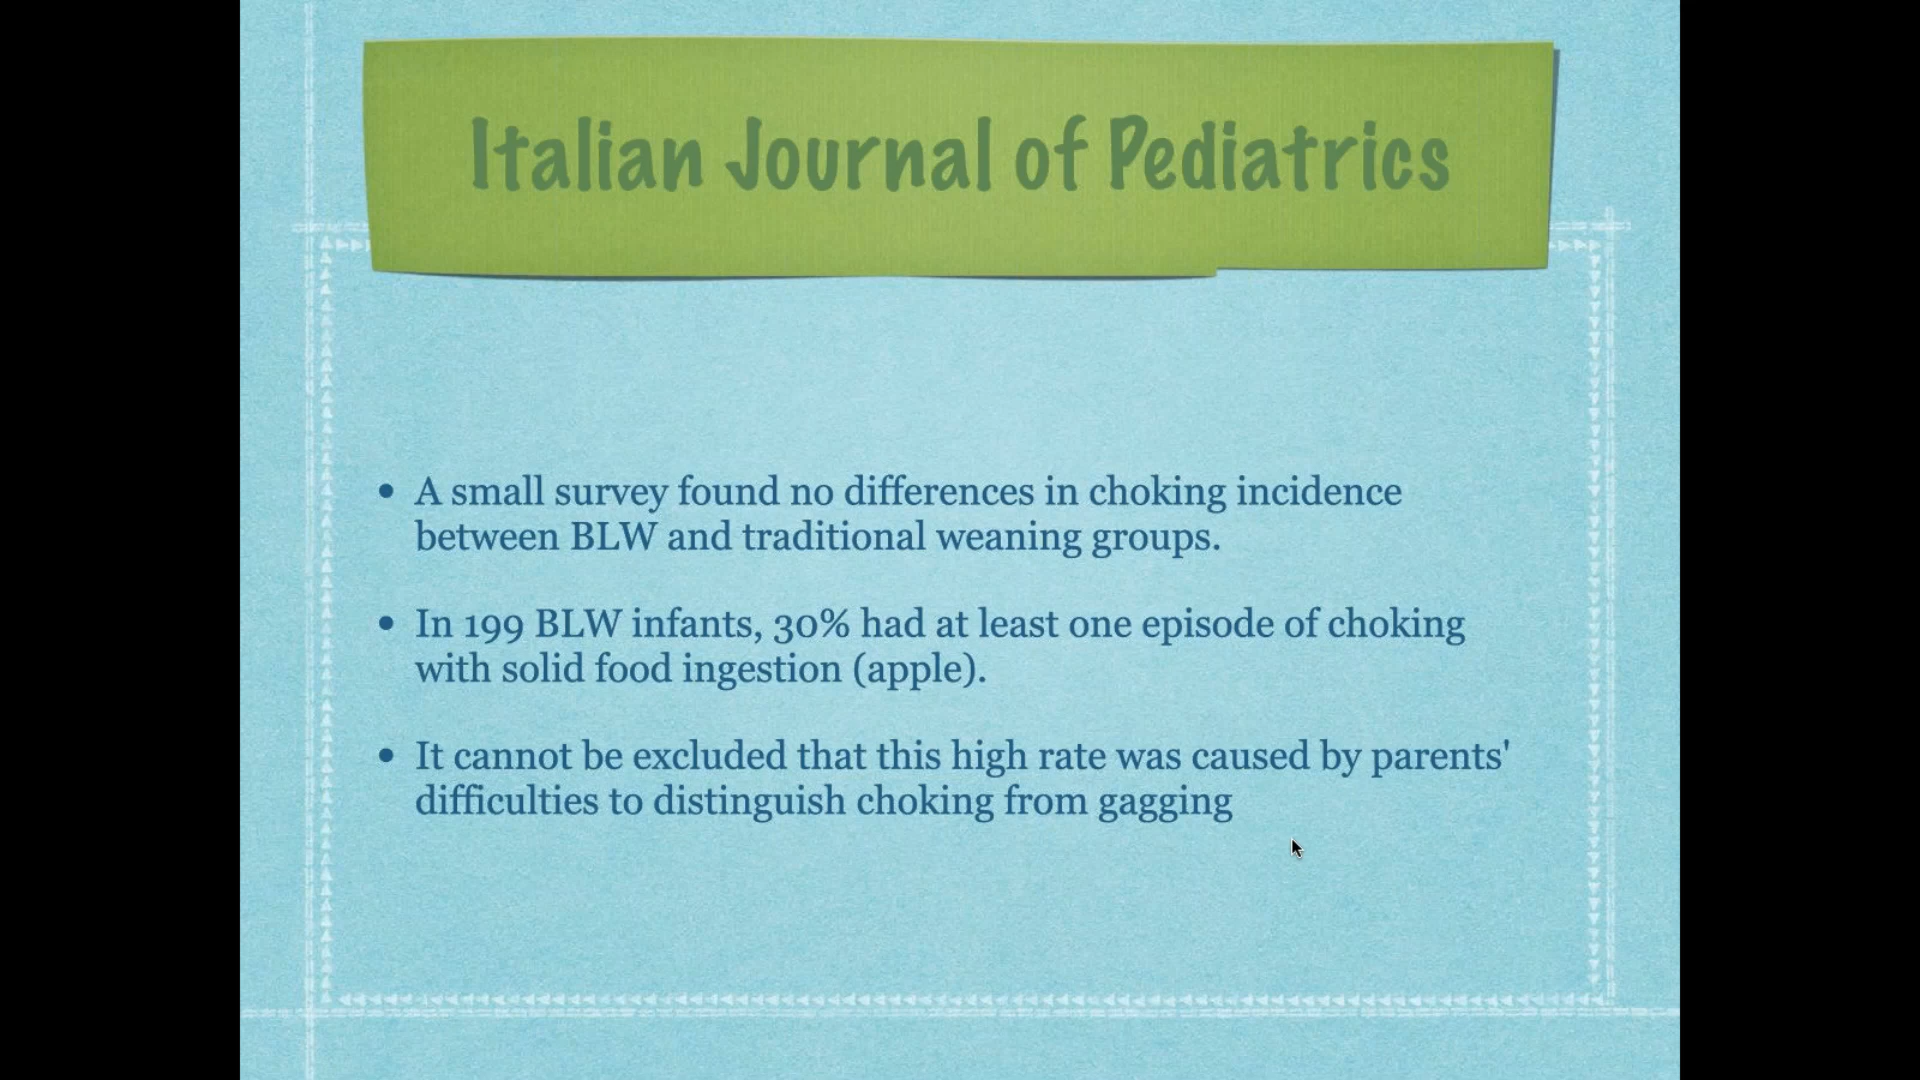 Italian Journal of Pediatrics
• A small survey found no differences in choking incidence
between BLW and traditional weaning groups.
• In 199 BLW infants, 30% had at least one episode of choking
with solid food ingestion (apple).
• It cannot be excluded that this high rate was caused by parents'
difficulties to distinguish choking from gagging